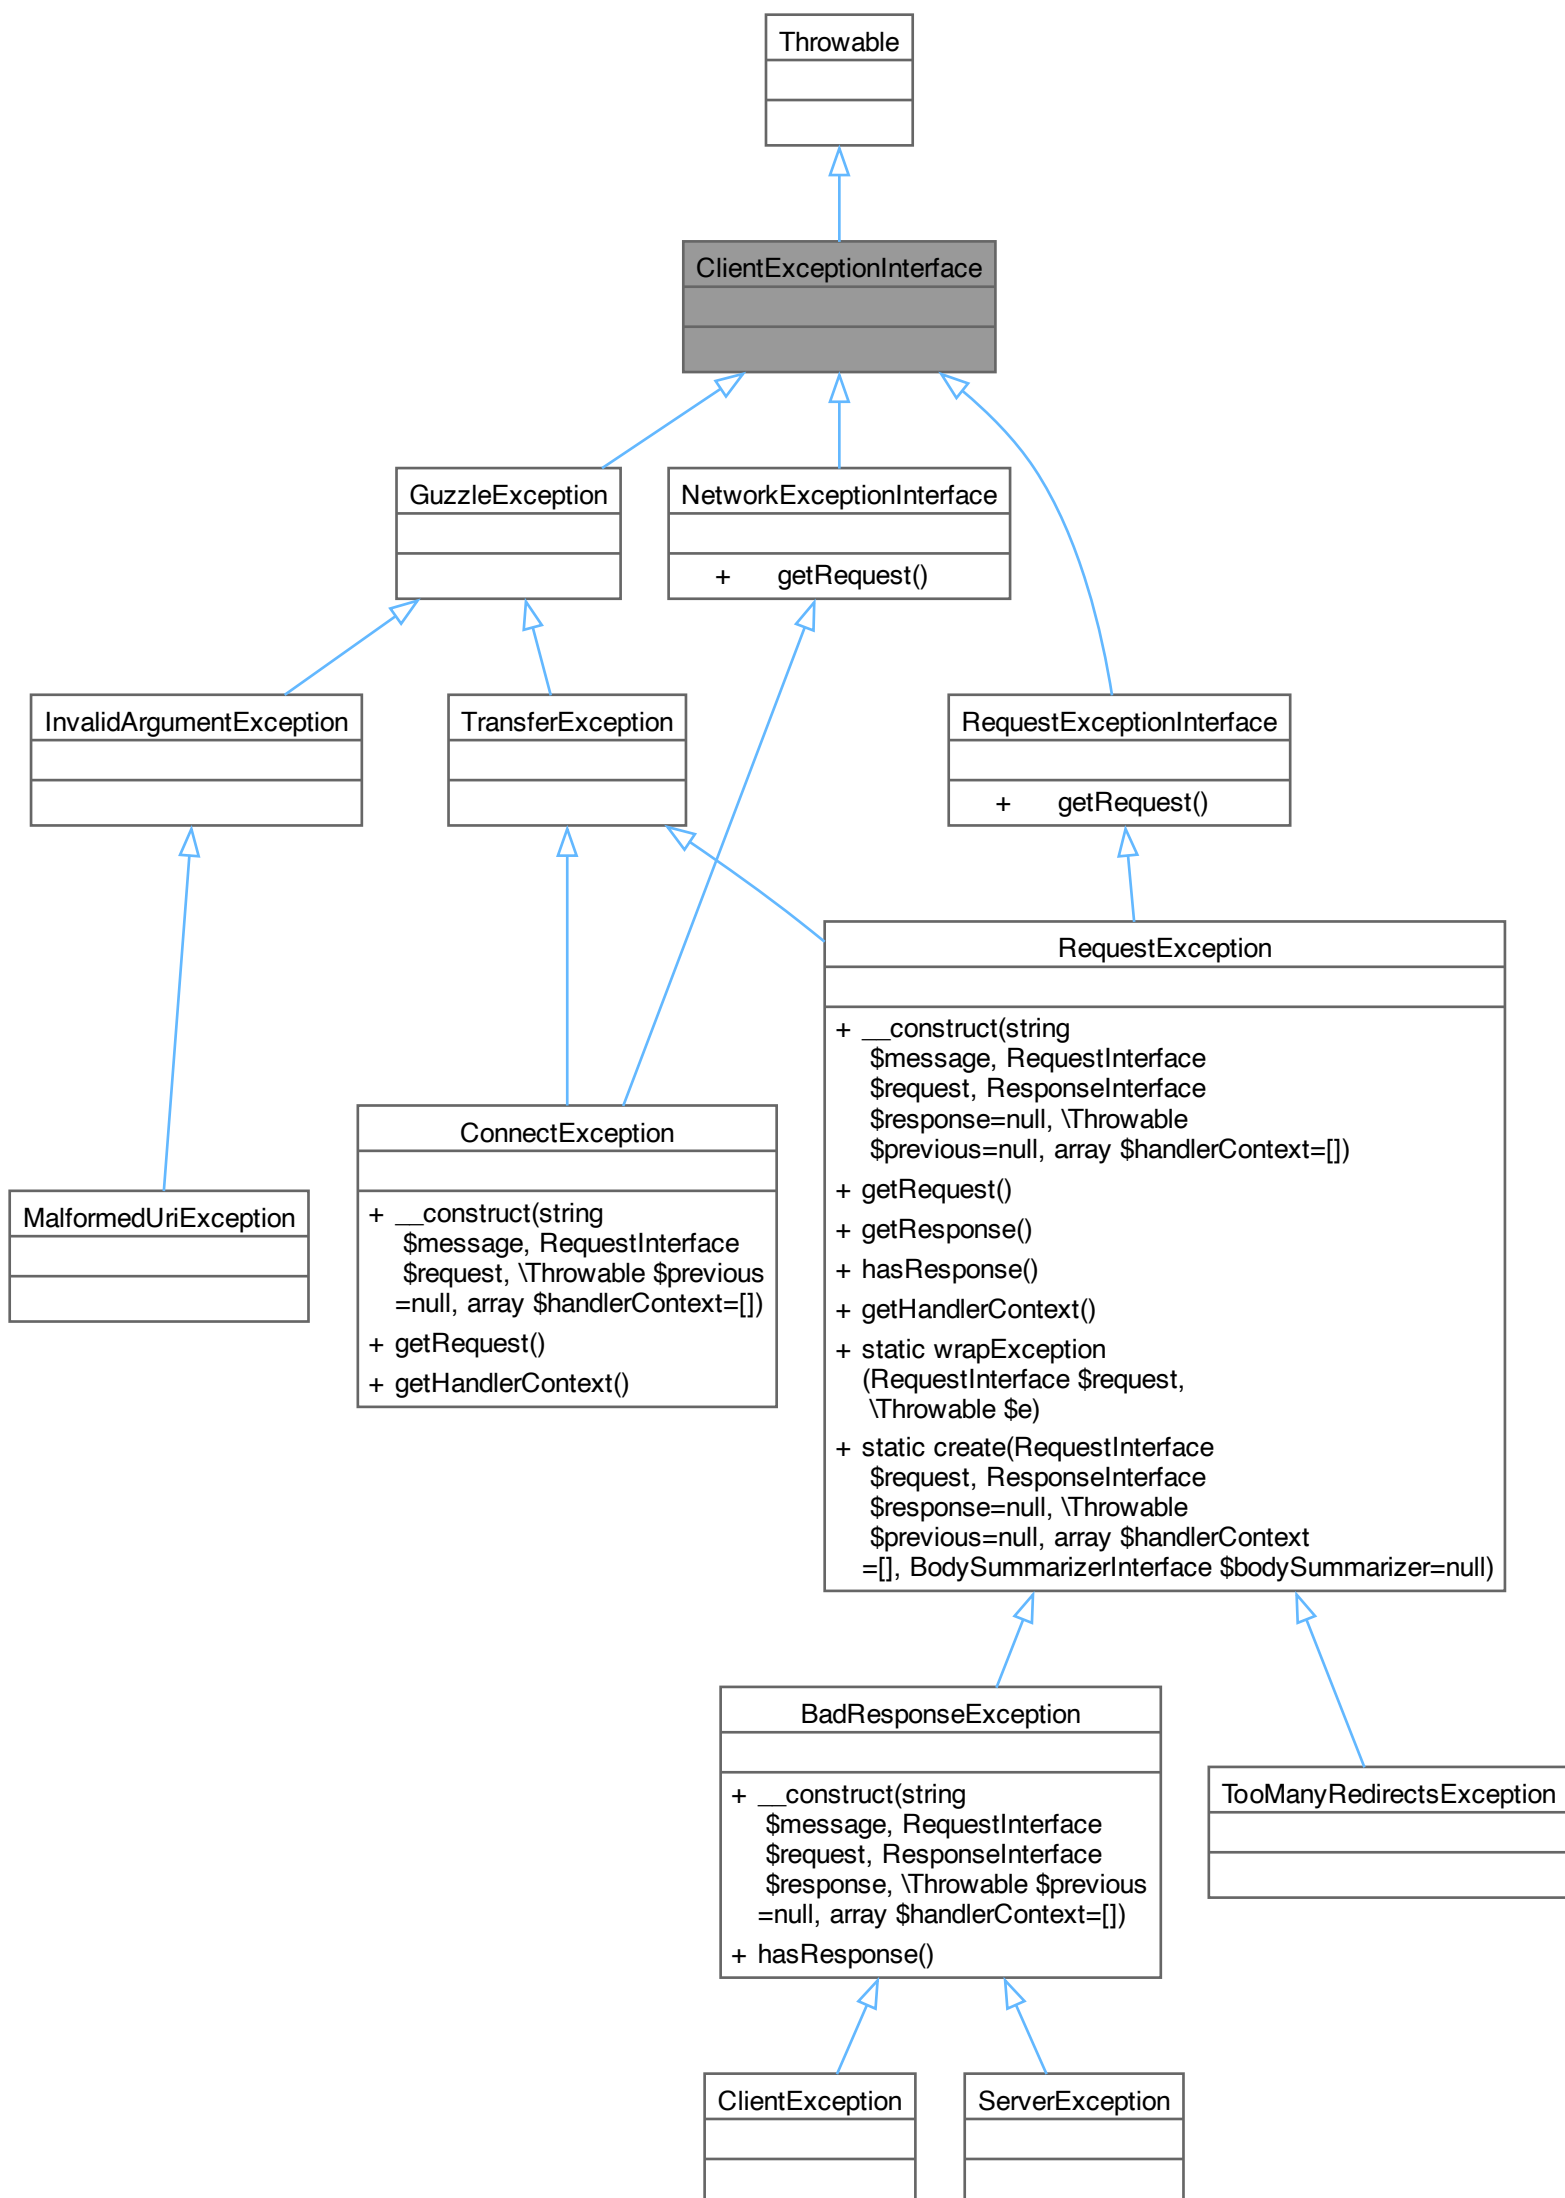 Throwable
ClientExceptionInterface
GuzzleException
NetworkExceptionInterface
+ getRequest()
InvalidArgumentException
TransferException
RequestExceptionInterface
+ getRequest()
RequestException
+ __construct(string
$message, RequestInterface
$request, ResponseInterface
$response=null, \Throwable
$previous=null, array $handlerContext=[])
+ getRequest()
+ getResponse()
+ hasResponse()
+ getHandlerContext()
+ static wrapException
(RequestInterface $request,
\Throwable $e)
+ static create(RequestInterface
$request, ResponseInterface
$response=null, \Throwable
$previous=null, array $handlerContext
=[], BodySummarizerInterface $bodySummarizer=null)
ConnectException
+ __construct(string
$message, RequestInterface
$request, \Throwable $previous
=null, array $handlerContext=[])
+ getRequest()
+ getHandlerContext()
MalformedUriException
BadResponseException
+ __construct(string
$message, RequestInterface
$request, ResponseInterface
$response, \Throwable $previous
=null, array $handlerContext=[])
+ hasResponse()
TooManyRedirectsException
ClientException
ServerException